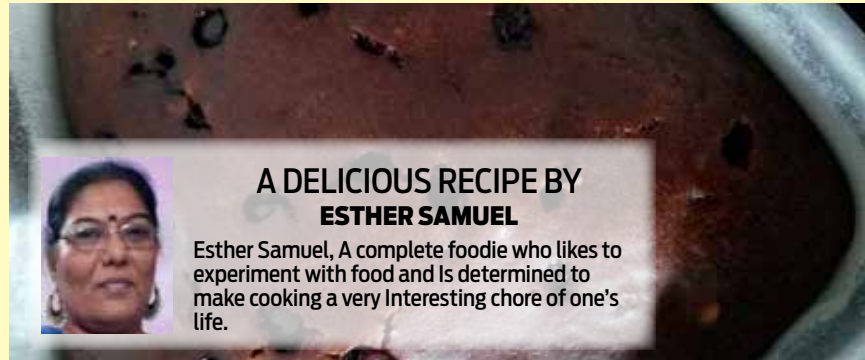 A DELICIOUS RECIPE BY
ESTHER SAMUEL
Esther Samuel, A complete foodie who likes to
experiment with food and Is determined to
make cooking a very Interesting chore of one's
life.